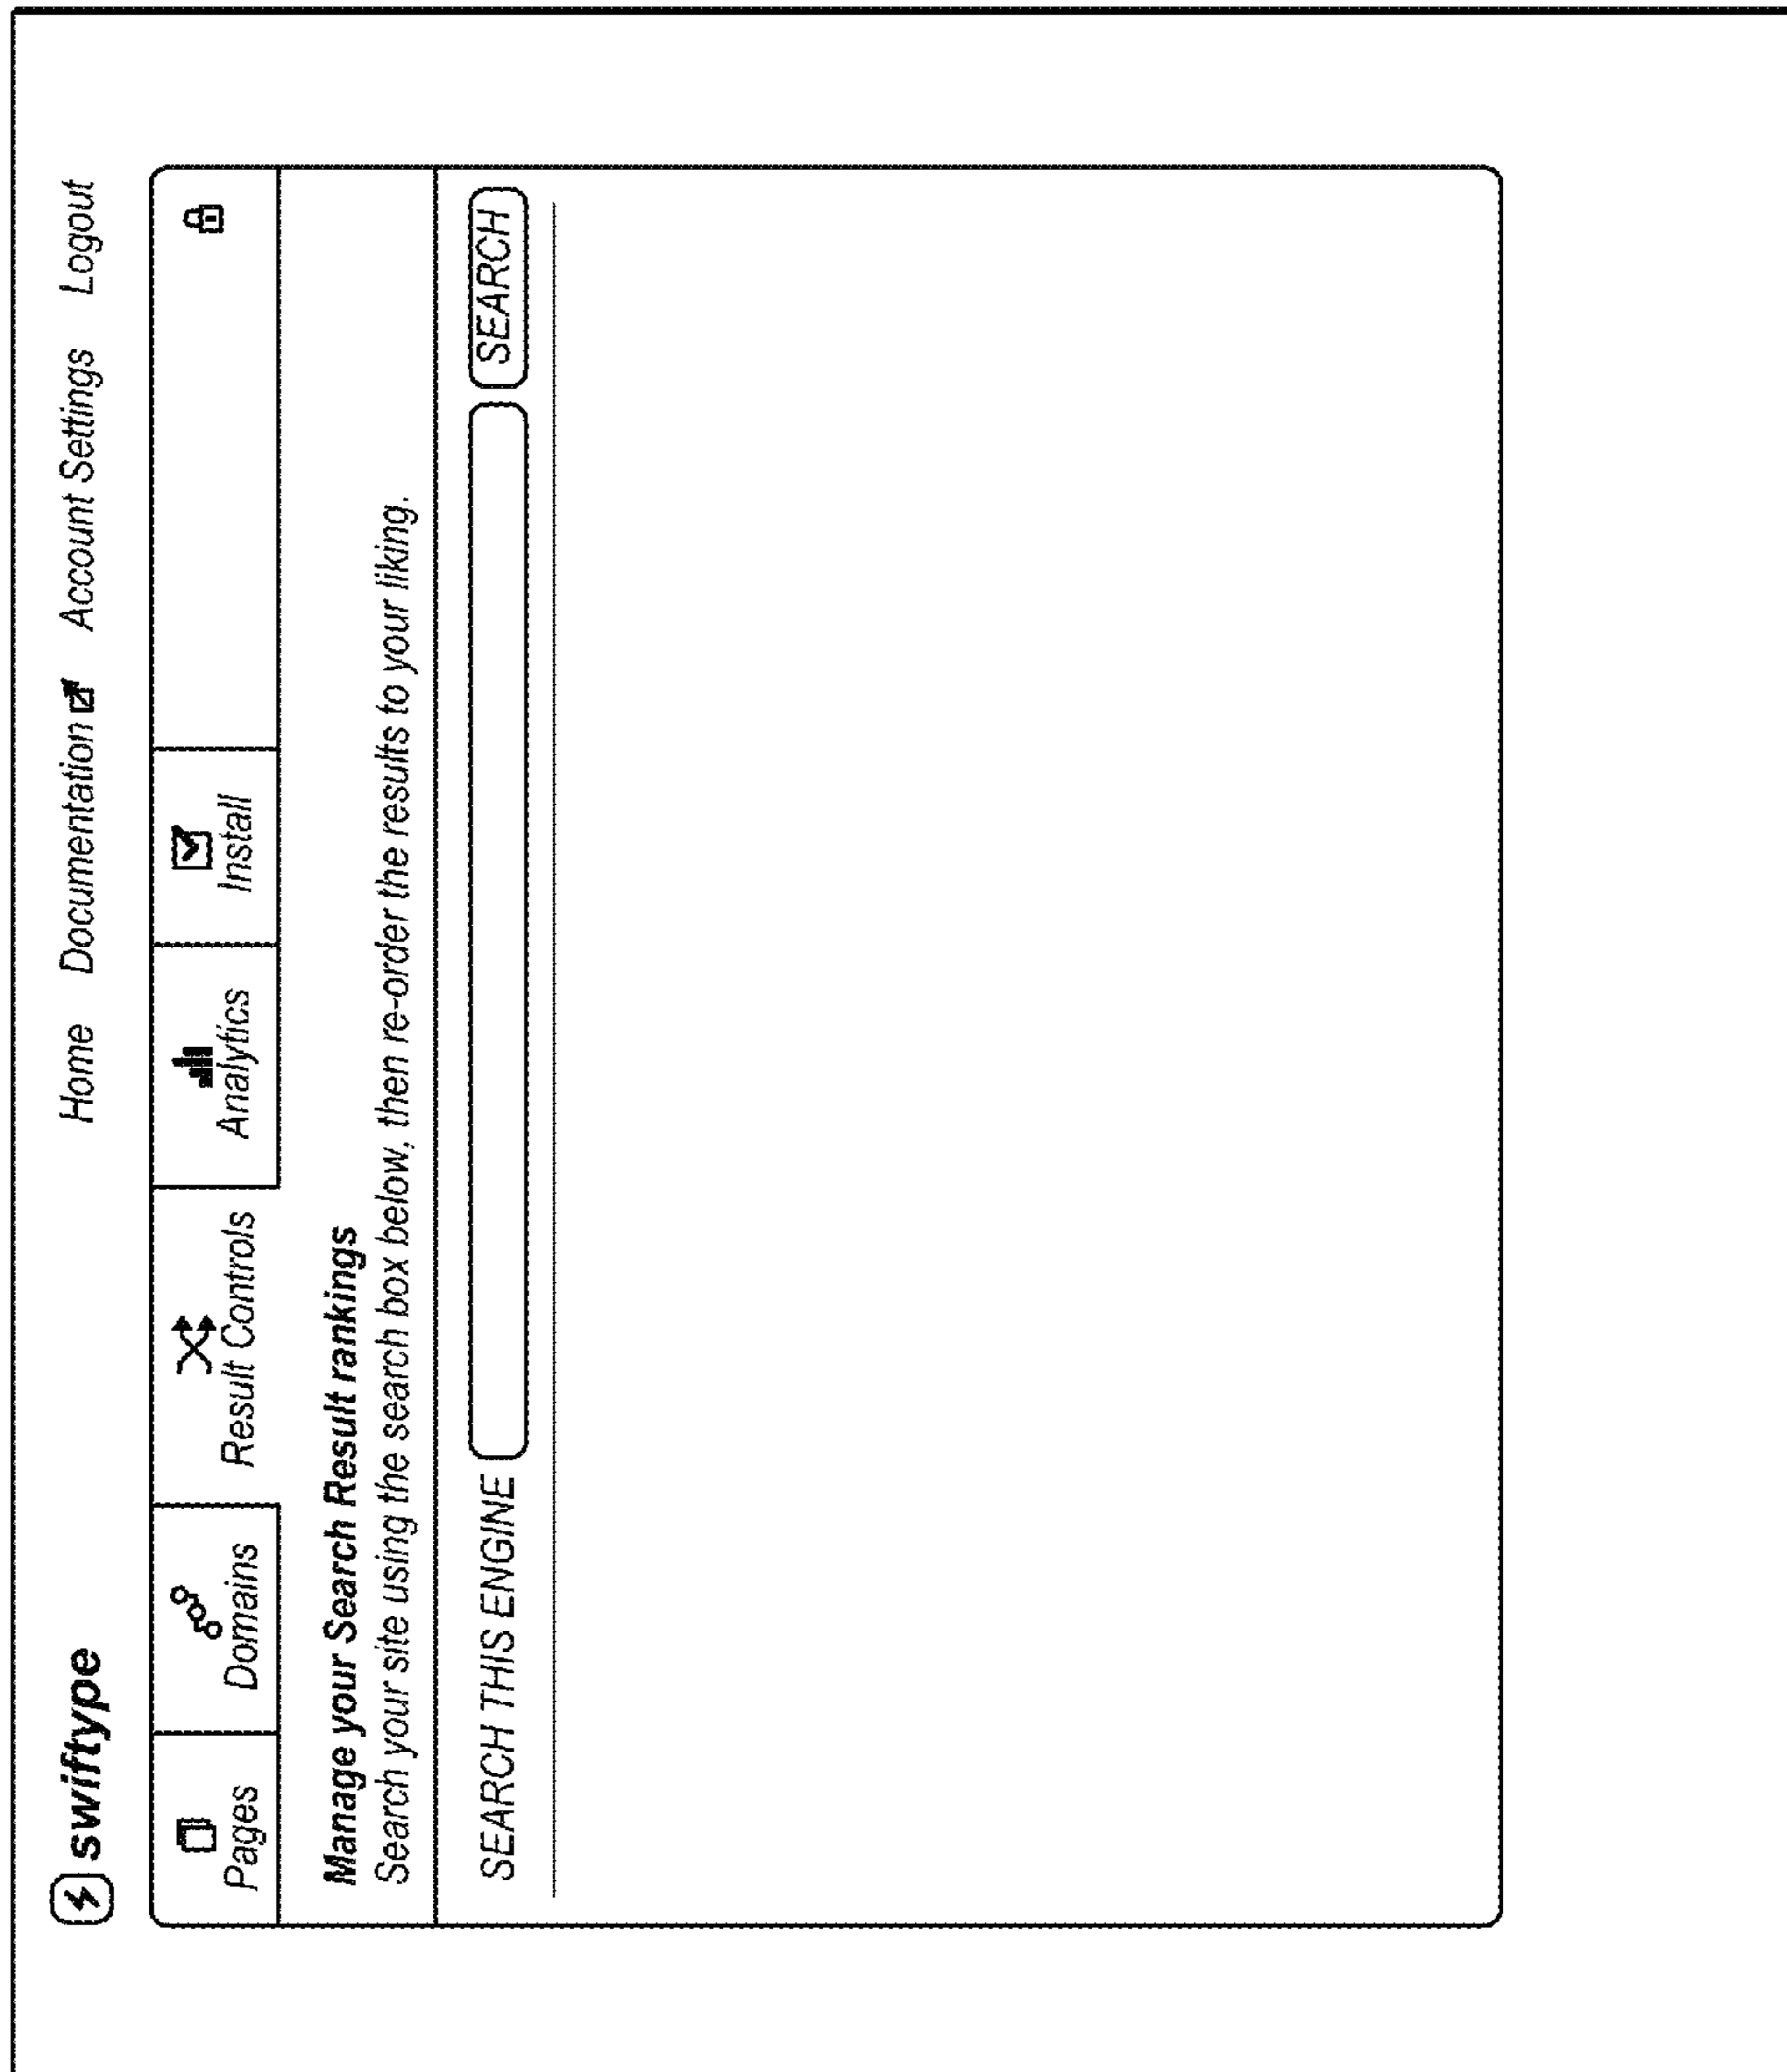 swiftype Home Documentation Account Settings Logout
Pages Domains Result Controls Analytics Install
Manage your Search Result rankings
Search your site using the search box below, then re-order the results to your liking.
SEARCH THIS ENGINE SEARCH